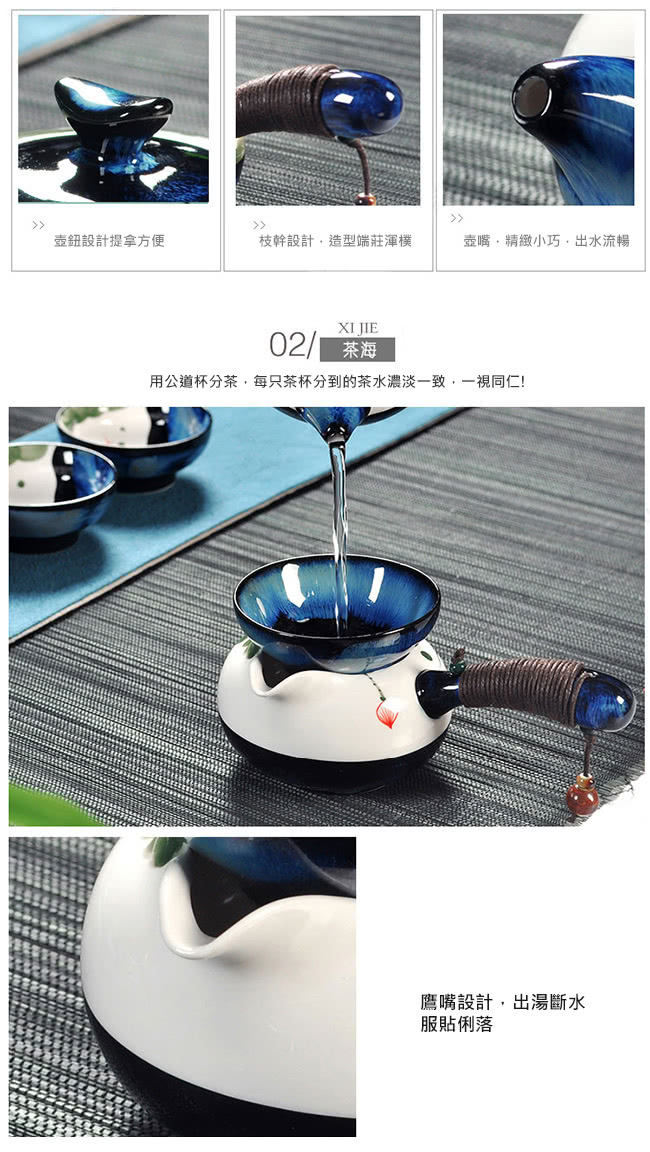 >>
壺鈕設計提拿方便
>>
枝幹設計，造型端莊渾樸
>>
壺嘴，精緻小巧，出水流暢
XI JIE
02/ 茶海
用公道杯分茶，每只茶杯分到的茶水濃淡一致，一視同仁!
鷹嘴設計，出湯斷水
服貼俐落